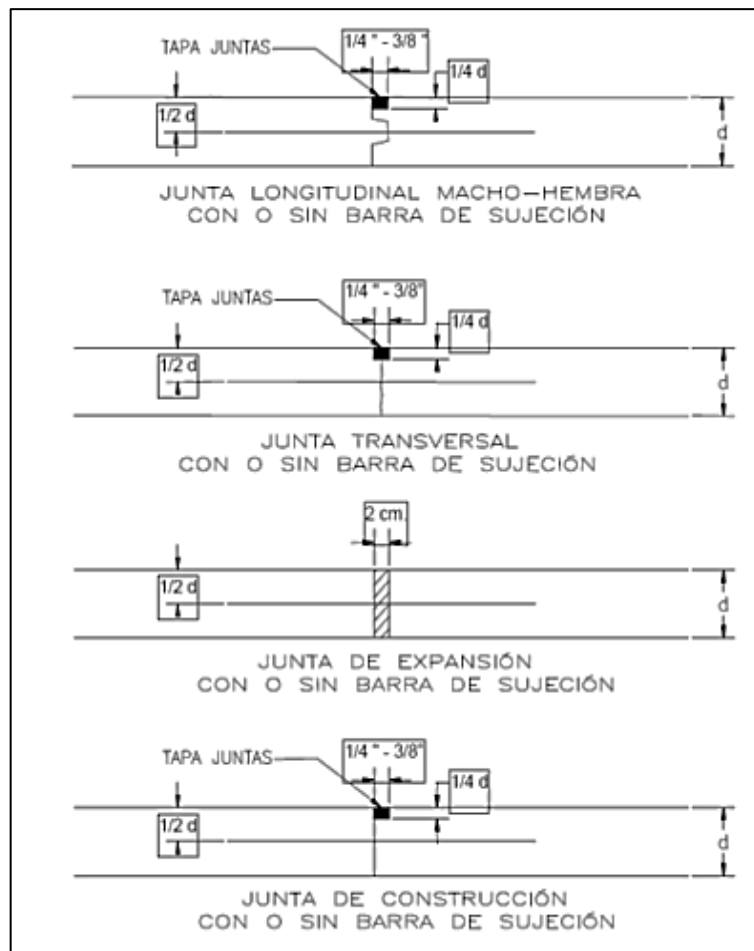 1/4 " - 3/8 "
TAPA JUNTAS
1/4 d
1/2 d
d
JUNTA LONGITUDINAL MACHO-HEMBRA
CON O SIN BARRA DE SUJECIÓN
1/4 " - 3/8"
TAPA JUNTAS
1/4 d
1/2 d
d
JUNTA TRANSVERSAL
CON O SIN BARRA DE SUJECIÓN
2 cm.
1/2 d
d
JUNTA DE EXPANSIÓN
CON O SIN BARRA DE SUJECIÓN
1/4 " - 3/8"
TAPA JUNTAS
1/4 d
1/2 d
d
JUNTA DE CONSTRUCCIÓN
CON O SIN BARRA DE SUJECIÓN